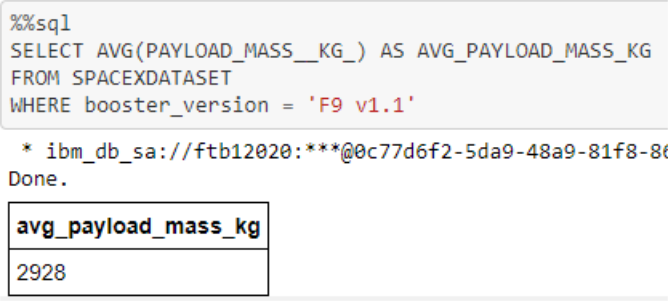 %%sql
SELECT AVG(PAYLOAD_MASS__KG_) AS AVG_PAYLOAD_MASS_KG
FROM SPACEXDATASET
WHERE booster_version = 'F9 v1.1'
* ibm_db_sa://ftb12020:***@0c77d6f2-5da9-48a9-81f8-86
Done.
avg_payload_mass_kg
2928